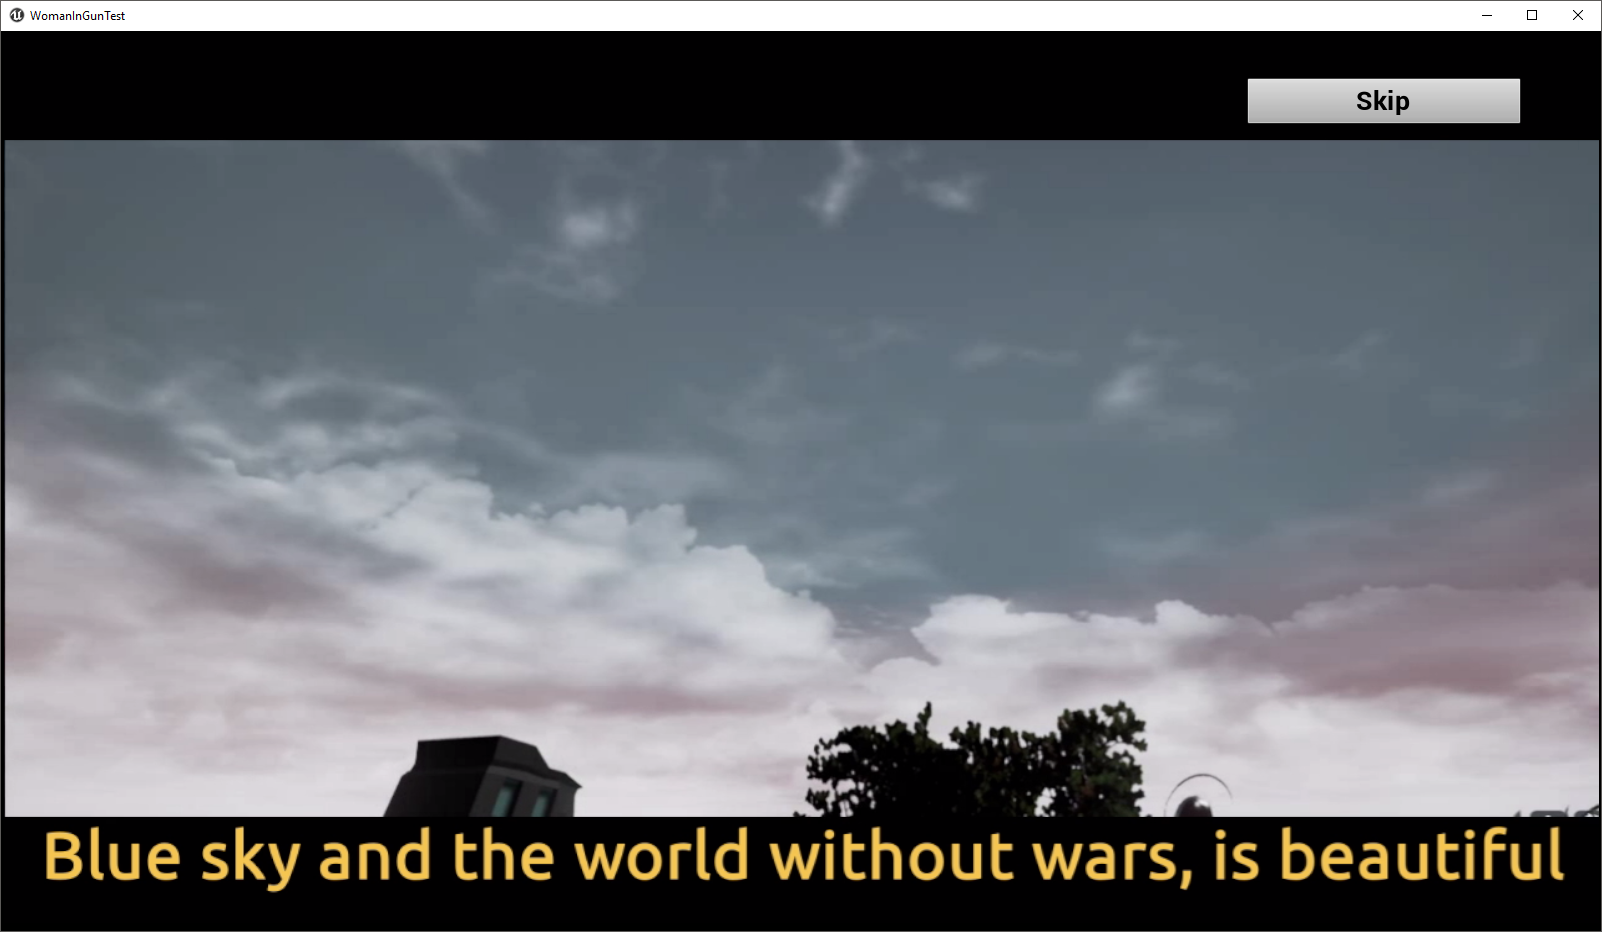 WomanInGunTest
Skip
Blue sky and the world without wars, is beautiful